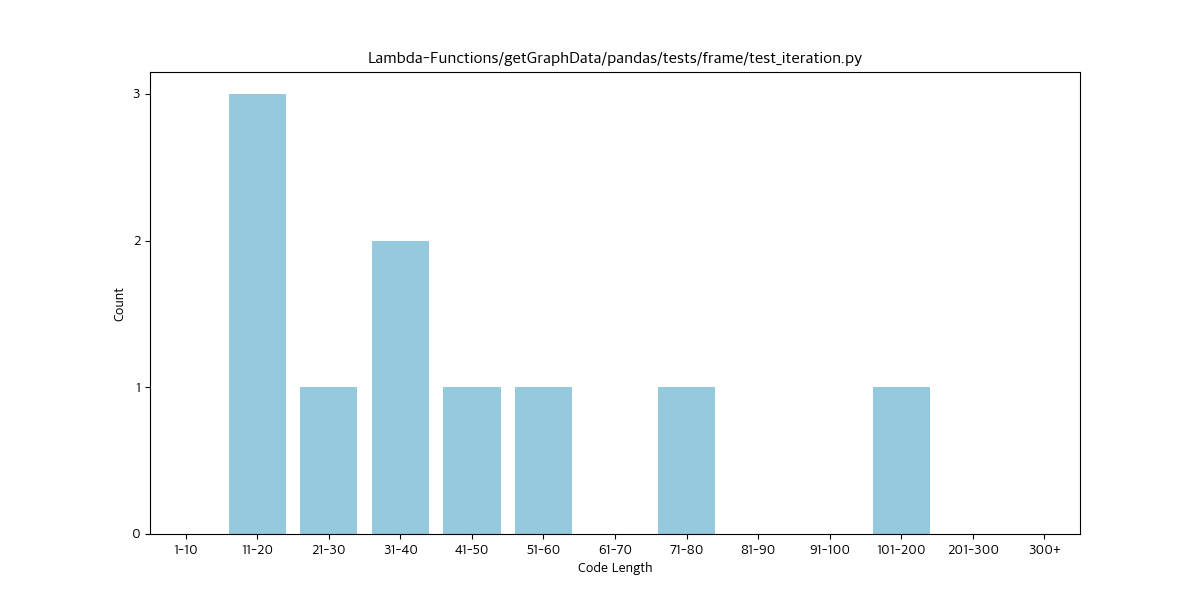 Lambda-Functions/getGraphData/pandas/tests/frame/test_iteration.py
3
2
1
0
Count
1-10 11-20 21-30 31-40 41-50 51-60 61-70 71-80 81-90 91-100 101-200 201-300 300+
Code Length